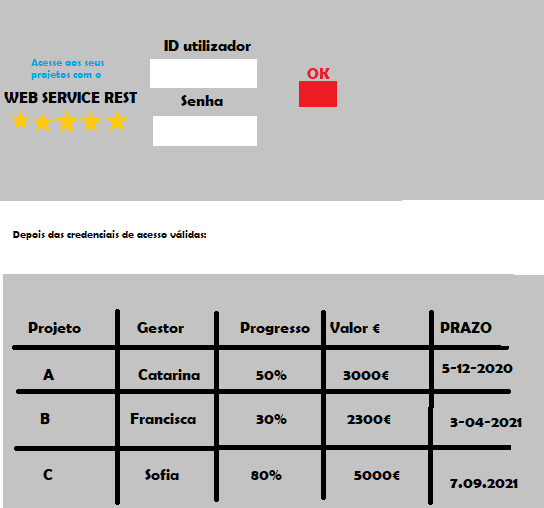 ID utilizador
Acesse aos seus
projetos com o
OK
WEB SERVICE REST
Senha
Depois das credenciais de acesso válidas:
Projeto Gestor Progresso Valor € PRAZO
A Catarina 50% 3000€ 5-12-2020
B Francisca 30% 2300€ 3-04-2021
C Sofia 80% 5000€ 7.09.2021